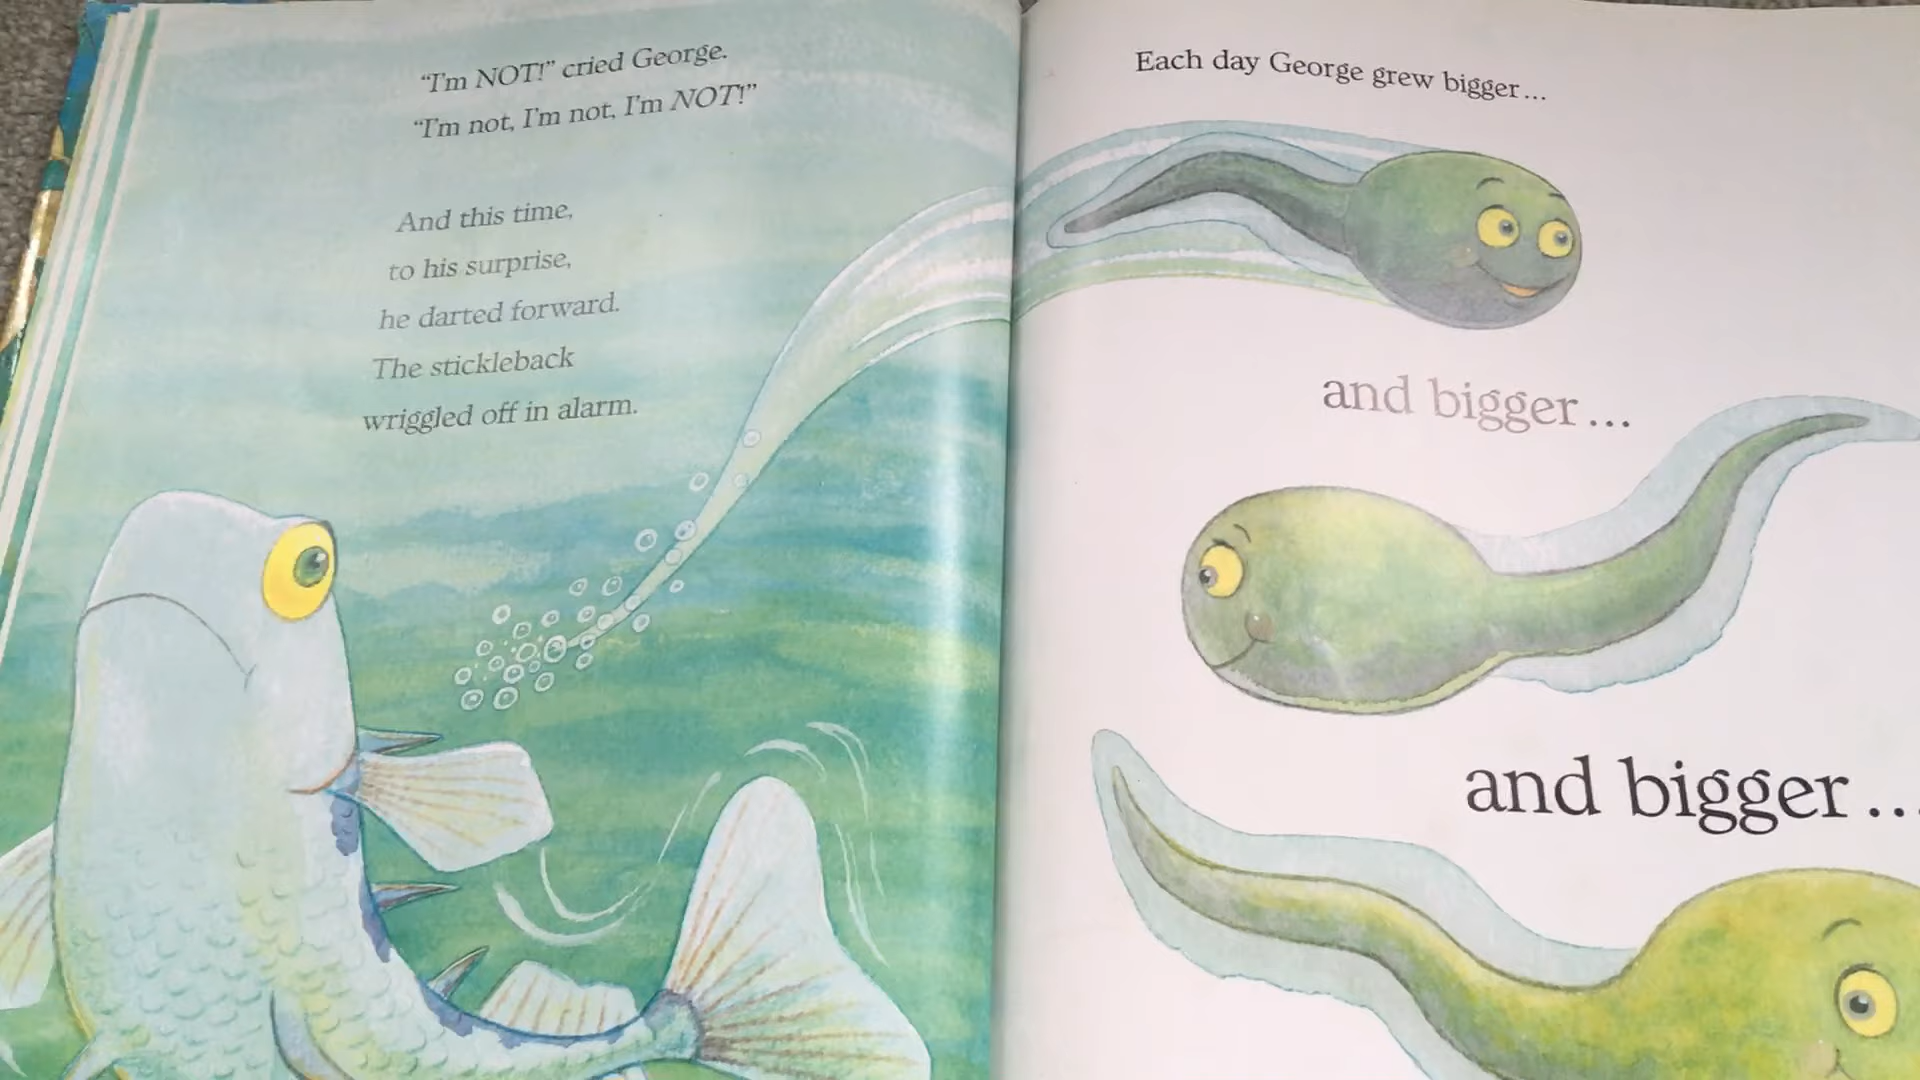 “I'm NOT!” cried George.
“I'm not, I'm not, I'm NOT!”
And this time,
to his surprise,
he darted forward.
The stickleback
wriggled off in alarm.
Each day George grew bigger...
and bigger...
and bigger...